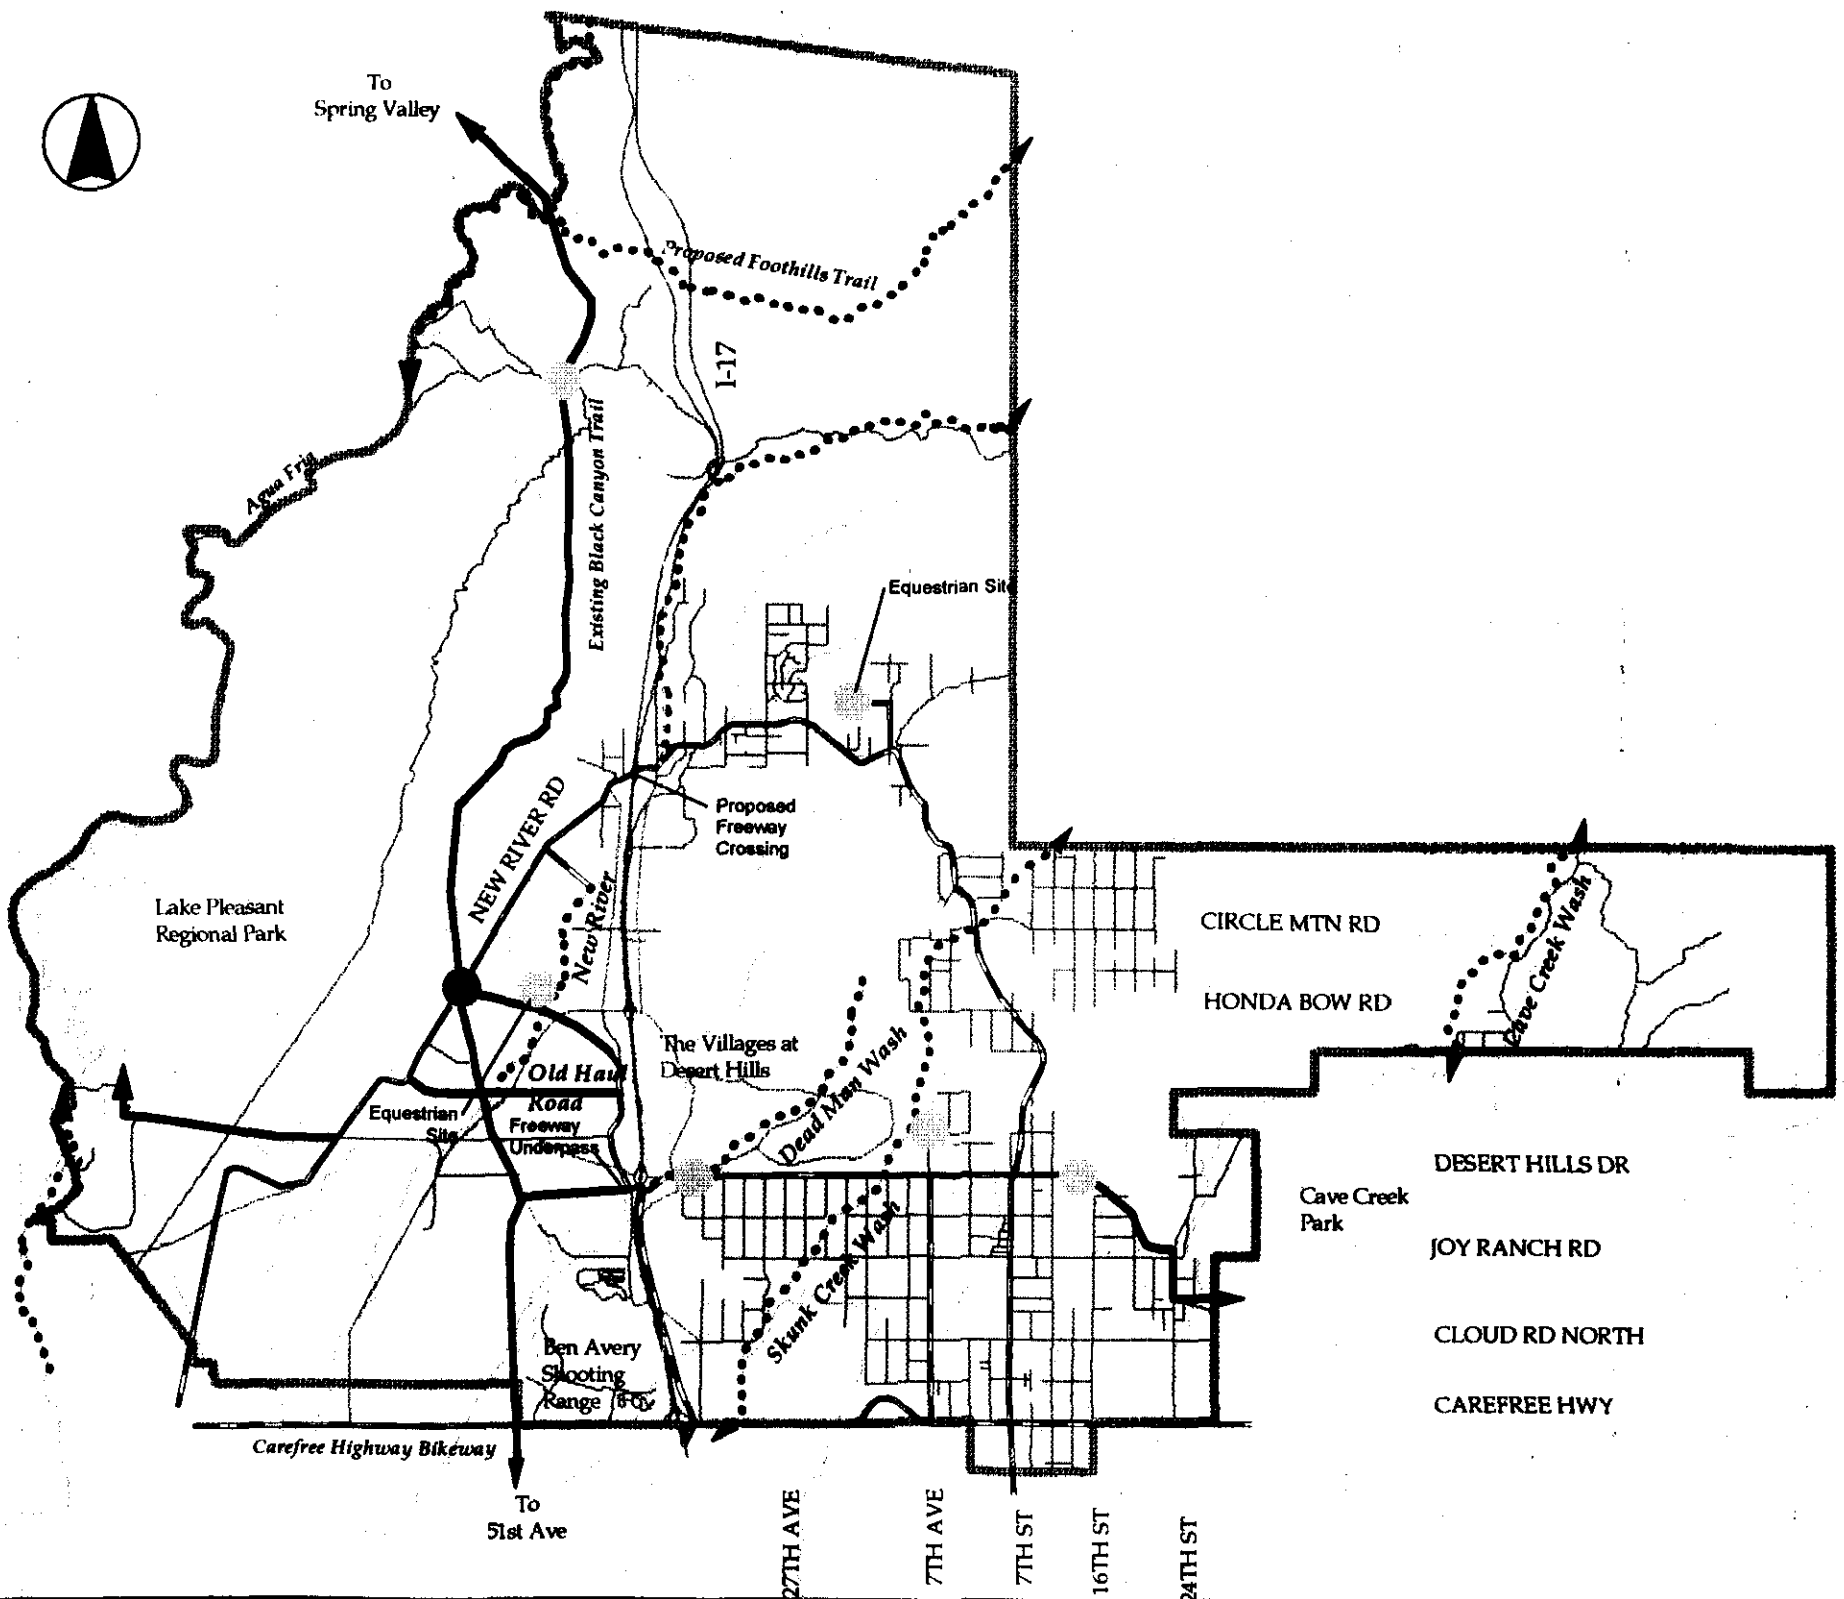 To
Spring Valley
Proposed Foothills Trail
I-17
Existing Black Canyon Trail
Agua Fria
Equestrian Site
NEW RIVER RD
Proposed
Freeway
Crossing
New River
Lake Pleasant
Regional Park
CIRCLE MTN RD
HONDA BOW RD
Cave Creek Wash
The Villages at
Desert Hills
Dead Man Wash
Old Haul
Road
Equestrian
Site
Freeway
Underpass
DESERT HILLS DR
Cave Creek
Park
JOY RANCH RD
Skunk Creek Wash
CLOUD RD NORTH
Ben Avery
Shooting
Range
CAREFREE HWY
Carefree Highway Bikeway
To
51st Ave
27TH AVE
7TH AVE
7TH ST
16TH ST
24TH ST